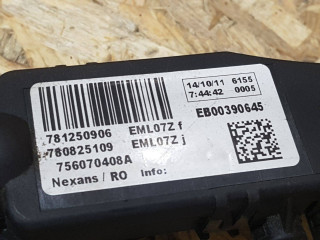 14/10/11 6155
7:44:42 0005
EB00390645
781250906 EML07Z f
780825109 EML07Z j
756070408A
Nexans / RO Info: